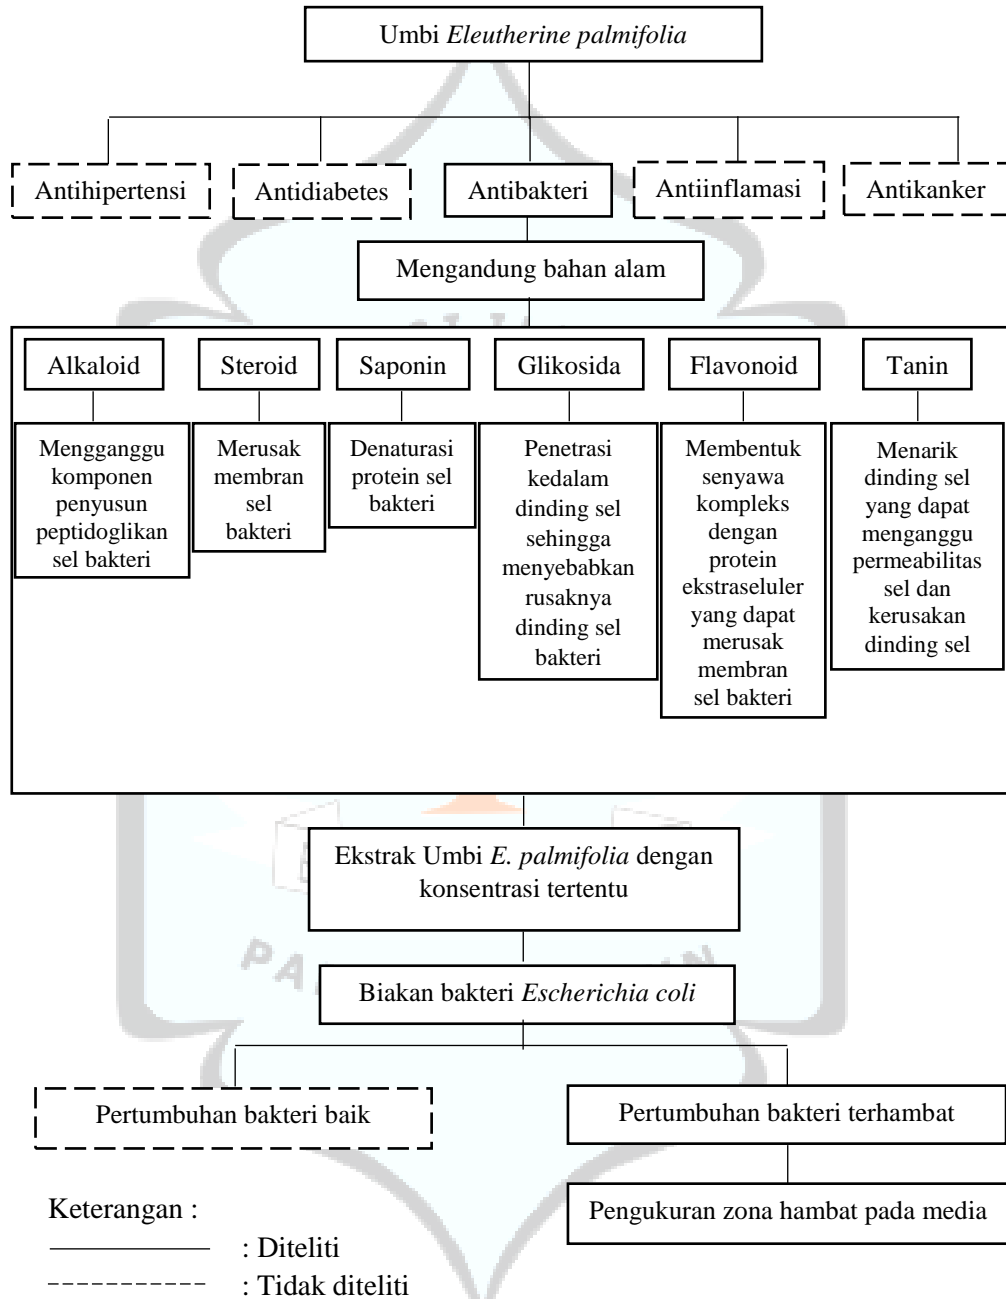 Umbi Eleutherine palmifolia
Antihipertensi
Antidiabetes
Antibakteri
Antiinflamasi
Antikanker
Mengandung bahan alam
Alkaloid
Steroid
Saponin
Glikosida
Flavonoid
Tanin
Mengganggu
komponen
penyusun
peptidoglikan
sel bakteri
Merusak
membran
sel
bakteri
Denaturasi
protein sel
bakteri
Penetrasi
kedalam
dinding sel
sehingga
menyebabkan
rusaknya
dinding sel
bakteri
Membentuk
senyawa
kompleks
dengan
protein
ekstraseluler
yang dapat
merusak
membran
sel bakteri
Menarik
dinding sel
yang dapat
menganggu
permeabilitas
sel dan
kerusakan
dinding sel
Ekstrak Umbi E. palmifolia dengan
konsentrasi tertentu
Biakan bakteri Escherichia coli
Pertumbuhan bakteri baik
Pertumbuhan bakteri terhambat
Pengukuran zona hambat pada media
Keterangan :
: Diteliti
: Tidak diteliti